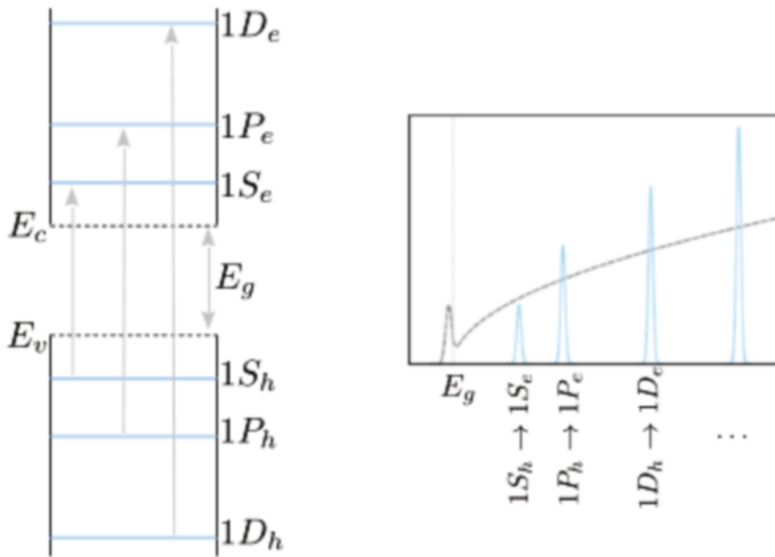 1D_e
1P_e
1S_e
E_c
E_g
E_v
1S_h
1P_h
1D_h
E_g
1S_h → 1S_e
1P_h → 1P_e
1D_h → 1D_e
...